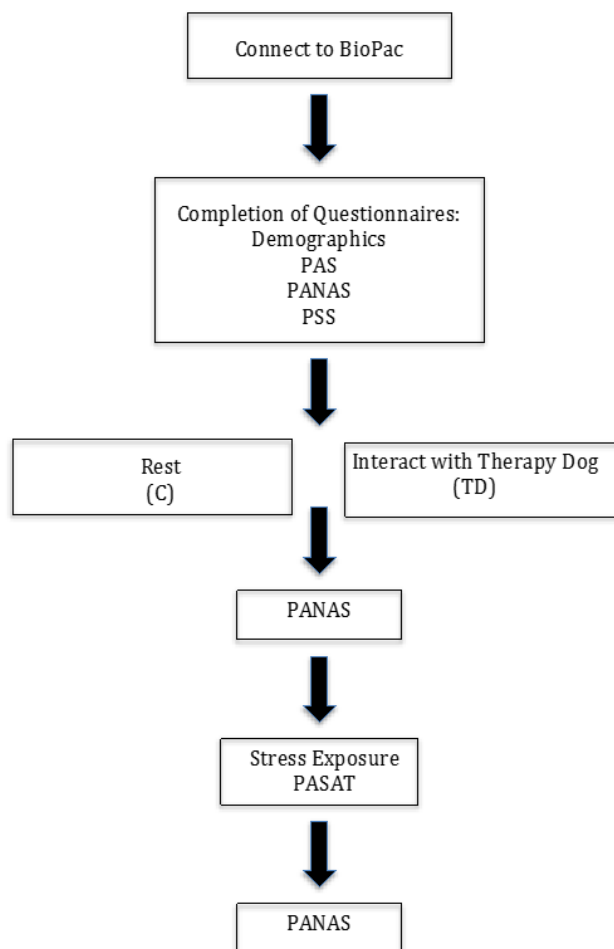 Connect to BioPac
Completion of Questionnaires:
Demographics
PAS
PANAS
PSS
Rest
(C)
Interact with Therapy Dog
(TD)
PANAS
Stress Exposure
PASAT
PANAS